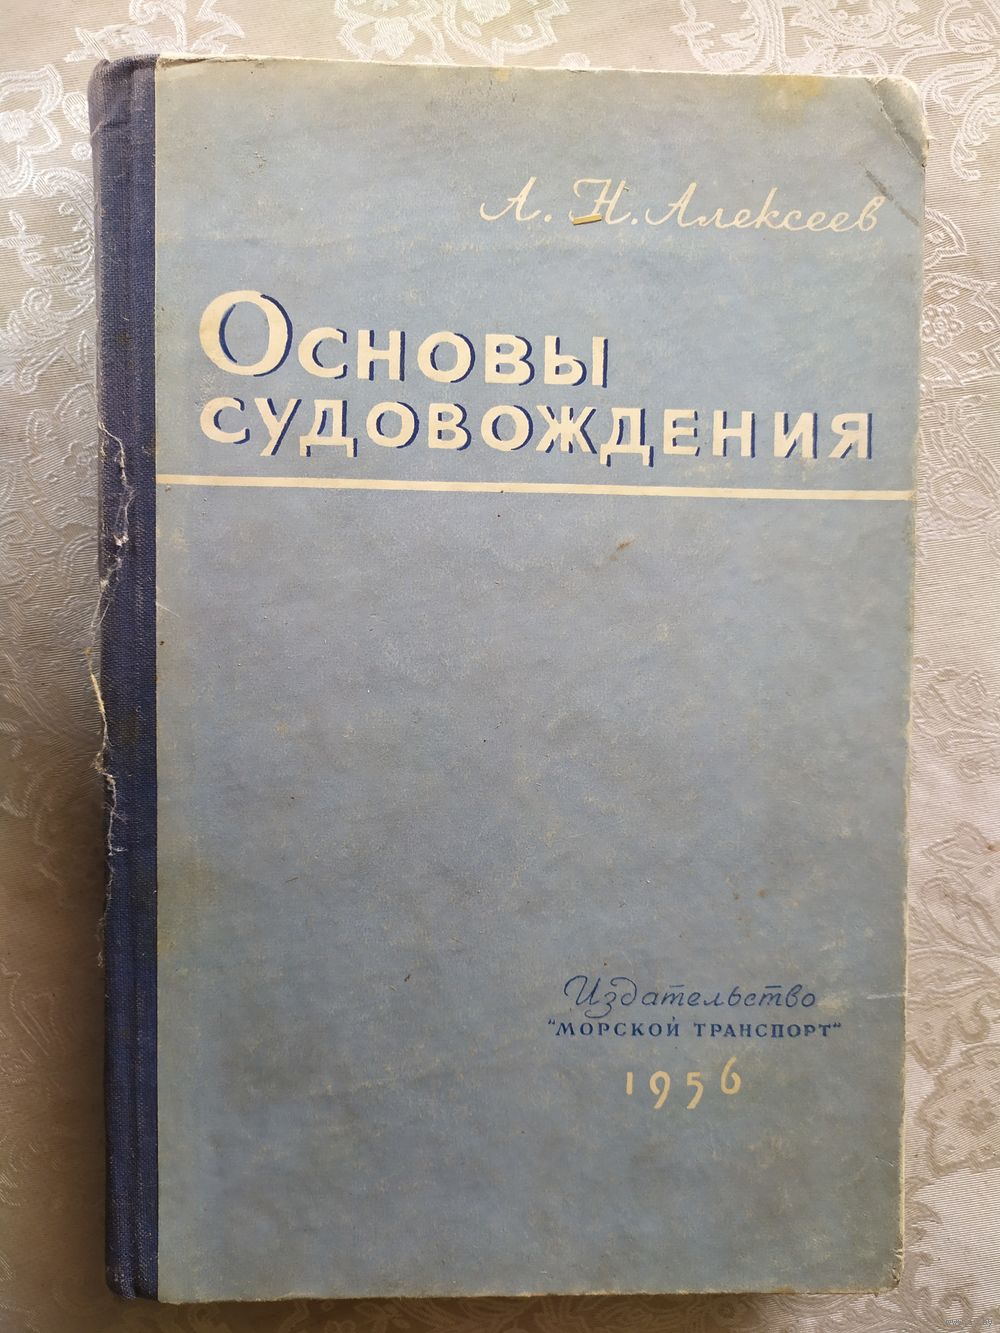 А. Н. Алексеев
Основы
судовождения
Издательство
"МОРСКОЙ ТРАНСПОРТ"
1956